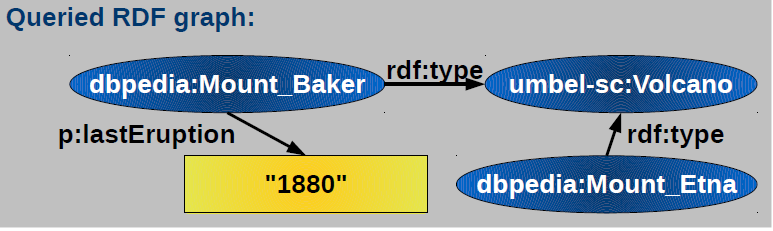 Queried RDF graph:
dbpedia:Mount_Baker
rdf:type
umbel-sc:Volcano
p:lastEruption
rdf:type
"1880"
dbpedia:Mount_Etna